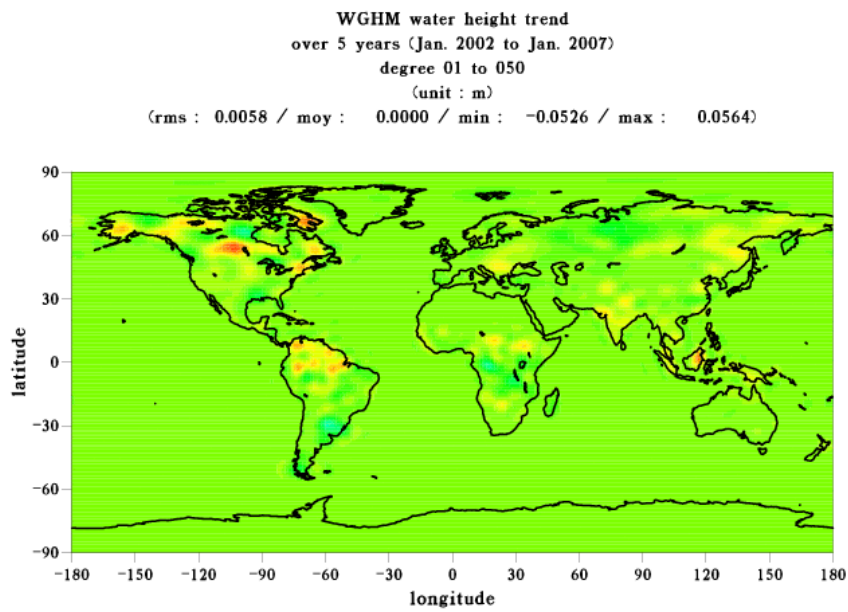 WGHM water height trend
over 5 years (Jan. 2002 to Jan. 2007)
degree 01 to 050
(unit : m)
(rms : 0.0058 / moy : 0.0000 / min : −0.0526 / max : 0.0564)
90
60
30
0
−30
−60
−90
latitude
−180 −150 −120 −90 −60 −30 0 30 60 90 120 150 180
longitude